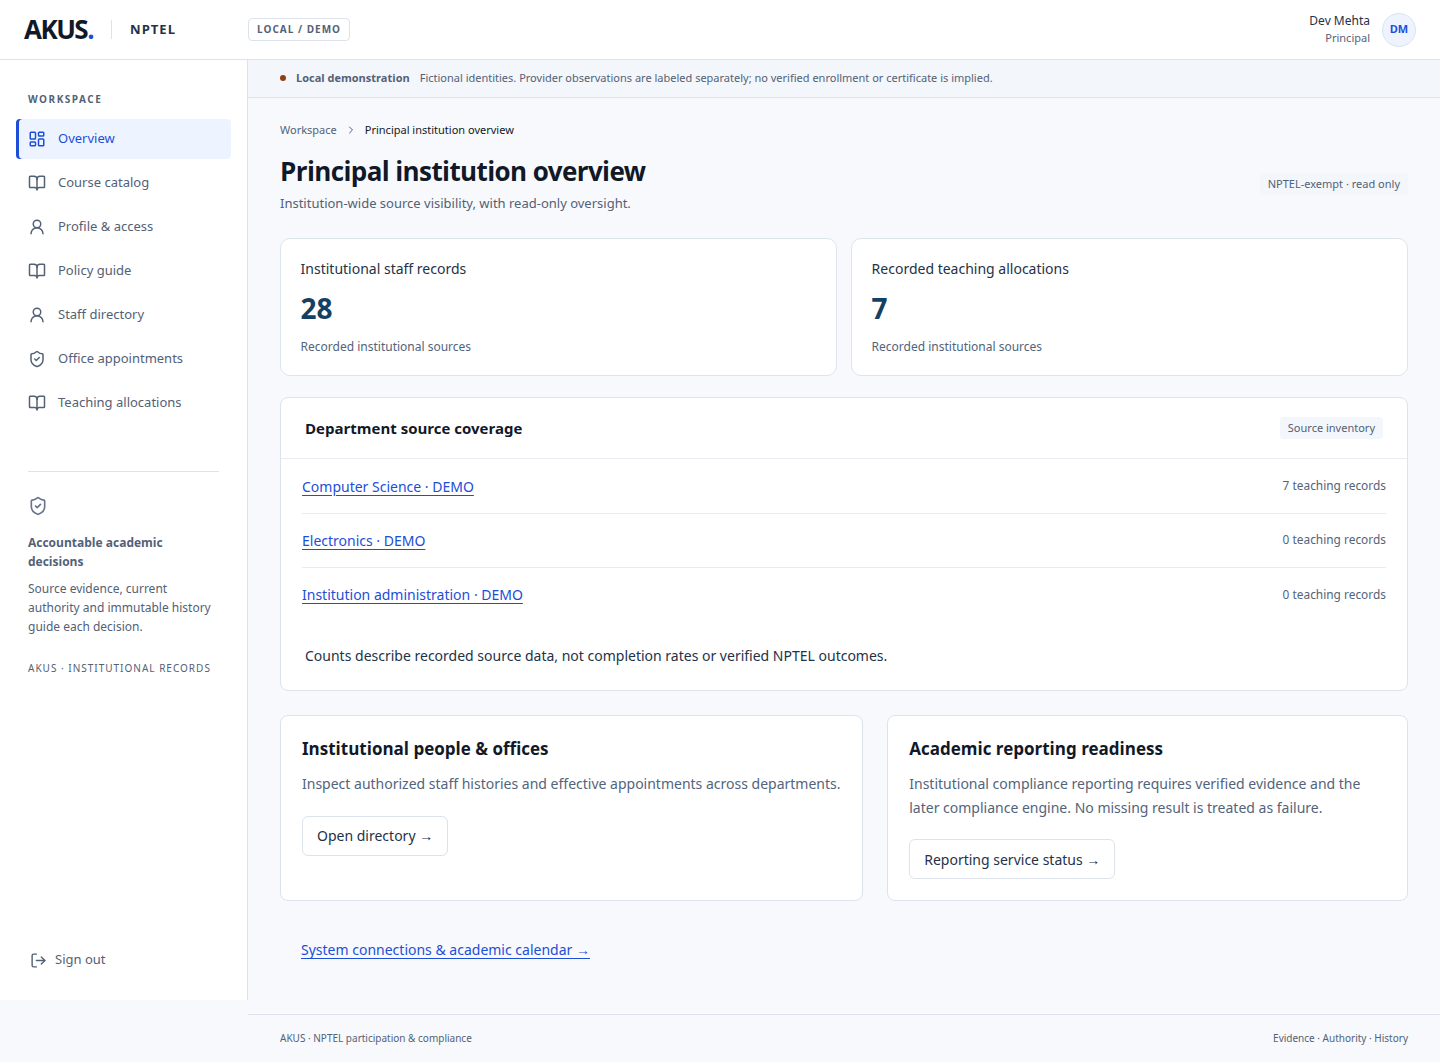 AKUS. NPTEL LOCAL / DEMO Dev Mehta
Principal DM
WORKSPACE
Overview
Course catalog
Profile & access
Policy guide
Staff directory
Office appointments
Teaching allocations
Accountable academic
decisions
Source evidence, current
authority and immutable history
guide each decision.
AKUS · INSTITUTIONAL RECORDS
Sign out
Local demonstration Fictional identities. Provider observations are labeled separately; no verified enrollment or certificate is implied.
Workspace > Principal institution overview
Principal institution overview
Institution-wide source visibility, with read-only oversight.
NPTEL-exempt · read only
Institutional staff records
28
Recorded institutional sources
Recorded teaching allocations
7
Recorded institutional sources
Department source coverage Source inventory
Computer Science · DEMO 7 teaching records
Electronics · DEMO 0 teaching records
Institution administration · DEMO 0 teaching records
Counts describe recorded source data, not completion rates or verified NPTEL outcomes.
Institutional people & offices
Inspect authorized staff histories and effective appointments across departments.
Open directory →
Academic reporting readiness
Institutional compliance reporting requires verified evidence and the
later compliance engine. No missing result is treated as failure.
Reporting service status →
System connections & academic calendar →
AKUS · NPTEL participation & compliance Evidence · Authority · History